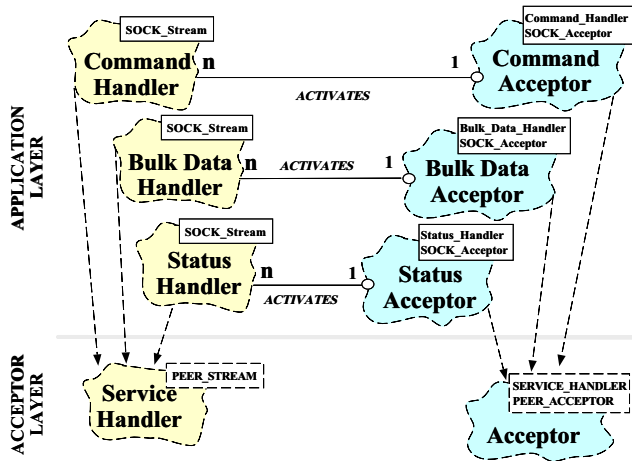 SOCK_Stream
Command
Handler
n
1
ACTIVATES
Command_Handler
SOCK_Acceptor
Command
Acceptor
APPLICATION
LAYER
SOCK_Stream
Bulk Data
Handler
n
1
ACTIVATES
Bulk_Data_Handler
SOCK_Acceptor
Bulk Data
Acceptor
SOCK_Stream
Status
Handler
n
1
ACTIVATES
Status_Handler
SOCK_Acceptor
Status
Acceptor
ACCEPTOR
LAYER
PEER_STREAM
Service
Handler
SERVICE_HANDLER
PEER_ACCEPTOR
Acceptor